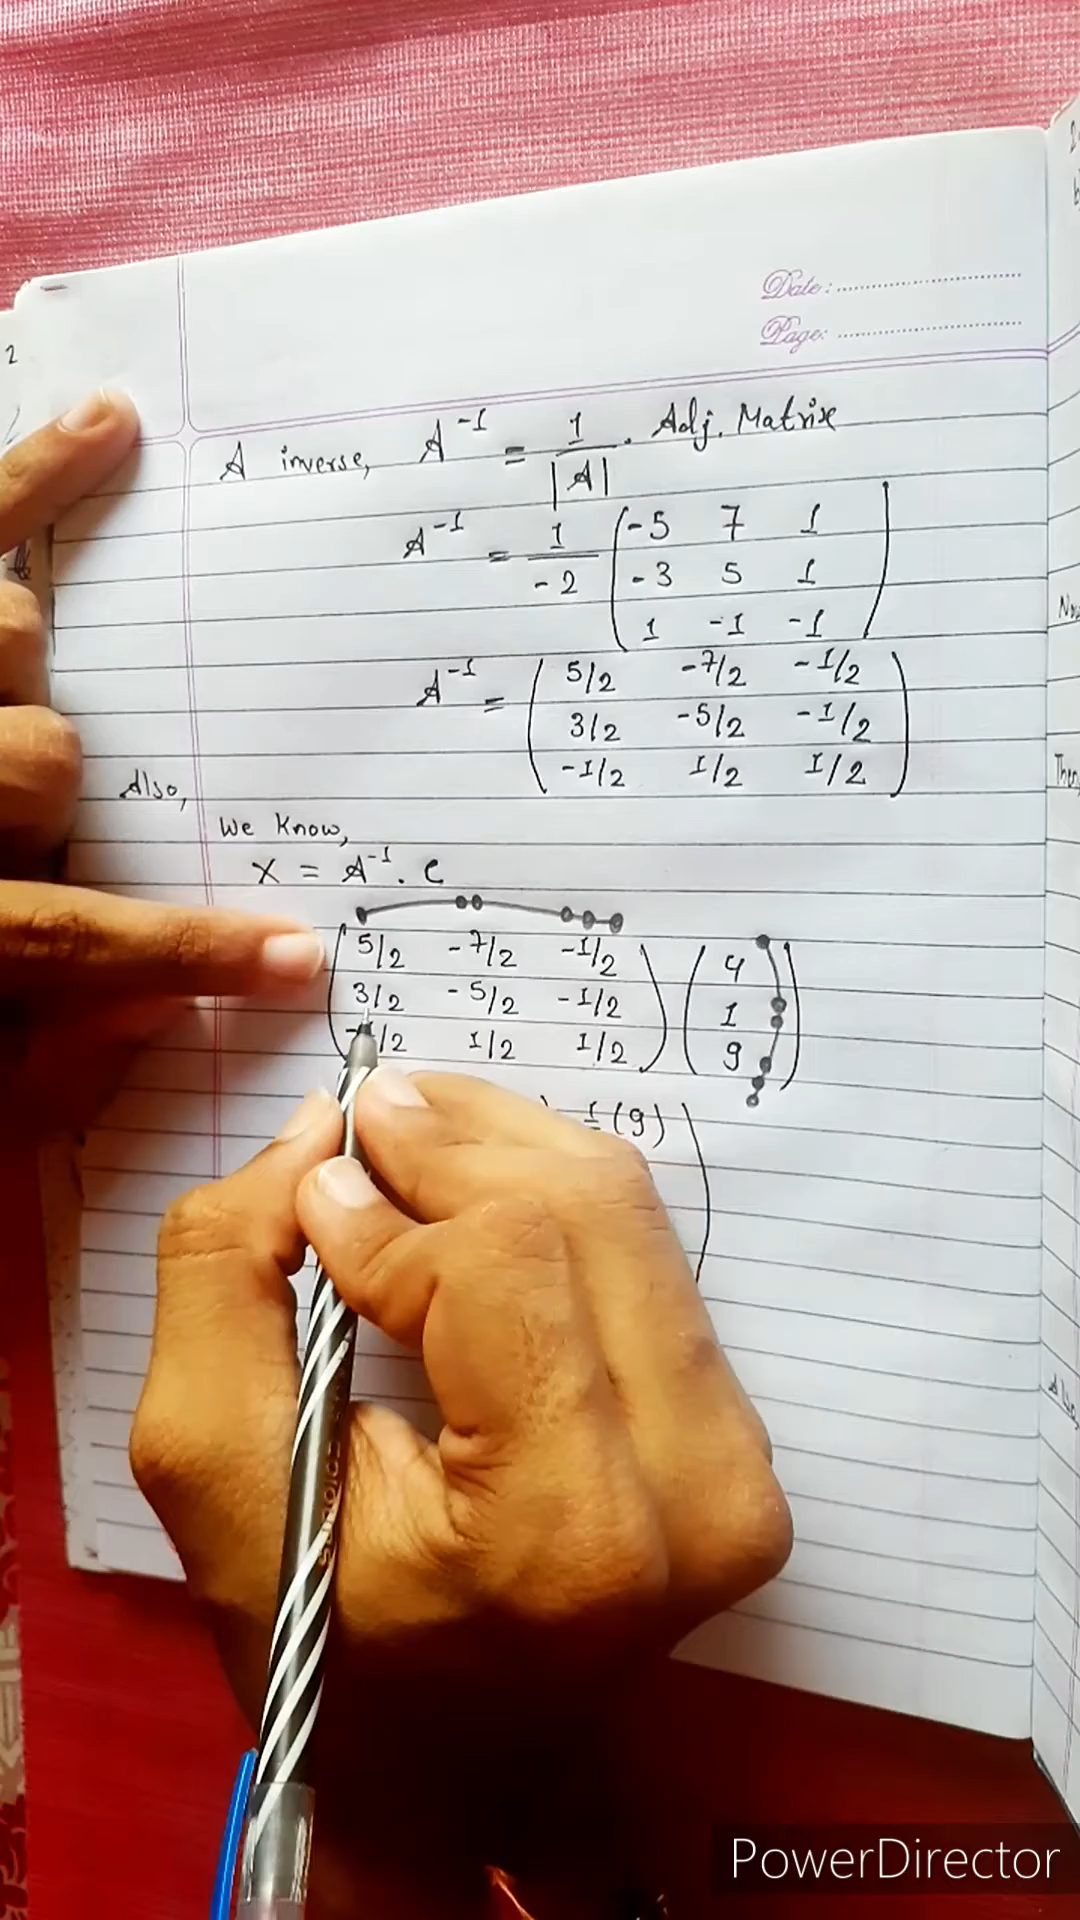 Date:
Page:
2
A inverse, A⁻¹ = 1/|A| . Adj. Matrix
A⁻¹ = 1/-2 (-5 7 1
-3 5 1
1 -1 -1)
A⁻¹ = (5/2 -7/2 -1/2
3/2 -5/2 -1/2
-1/2 1/2 1/2)
Also,
We Know,
X = A⁻¹ . C
(5/2 -7/2 -1/2) (4)
(3/2 -5/2 -1/2) (1)
(-1/2 1/2 1/2) (9)
(9)
PowerDirector